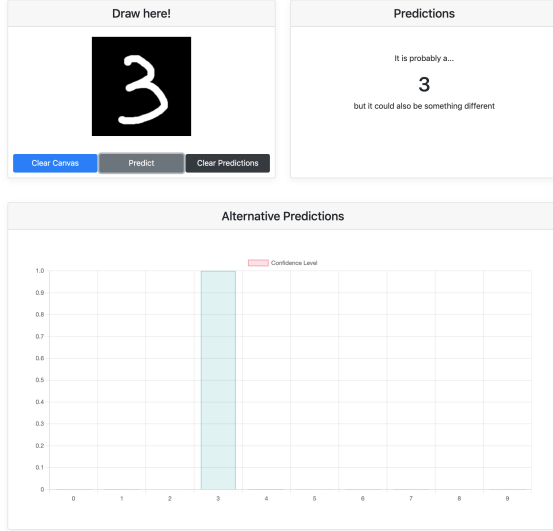 Draw here!
3
Clear Canvas
Predict
Clear Predictions
Predictions
It is probably a...
3
but it could also be something different
Alternative Predictions
Confidence Level
1.0
0.9
0.8
0.7
0.6
0.5
0.4
0.3
0.2
0.1
0
0 1 2 3 4 5 6 7 8 9